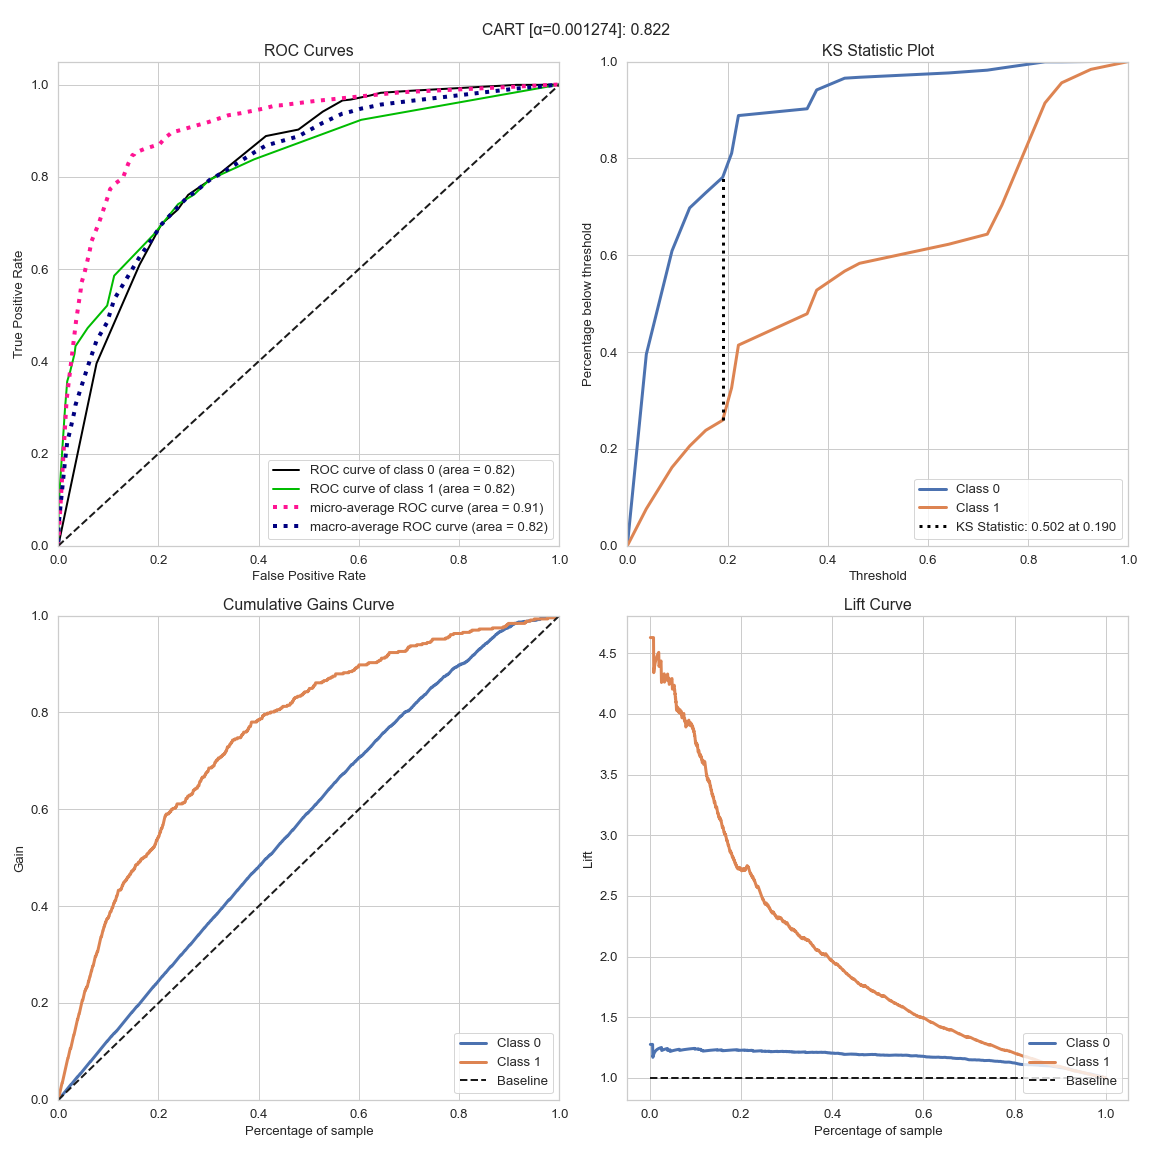 CART [α=0.001274]: 0.822
ROC Curves
1.0
0.8
0.6
0.4
0.2
0.0
True Positive Rate
0.0 0.2 0.4 0.6 0.8 1.0
False Positive Rate
ROC curve of class 0 (area = 0.82)
ROC curve of class 1 (area = 0.82)
micro-average ROC curve (area = 0.91)
macro-average ROC curve (area = 0.82)
KS Statistic Plot
1.0
0.8
0.6
0.4
0.2
0.0
Percentage below threshold
0.0 0.2 0.4 0.6 0.8 1.0
Threshold
Class 0
Class 1
KS Statistic: 0.502 at 0.190
Cumulative Gains Curve
1.0
0.8
0.6
0.4
0.2
0.0
Gain
0.0 0.2 0.4 0.6 0.8 1.0
Percentage of sample
Class 0
Class 1
Baseline
Lift Curve
4.5
4.0
3.5
3.0
2.5
2.0
1.5
1.0
Lift
0.0 0.2 0.4 0.6 0.8 1.0
Percentage of sample
Class 0
Class 1
Baseline